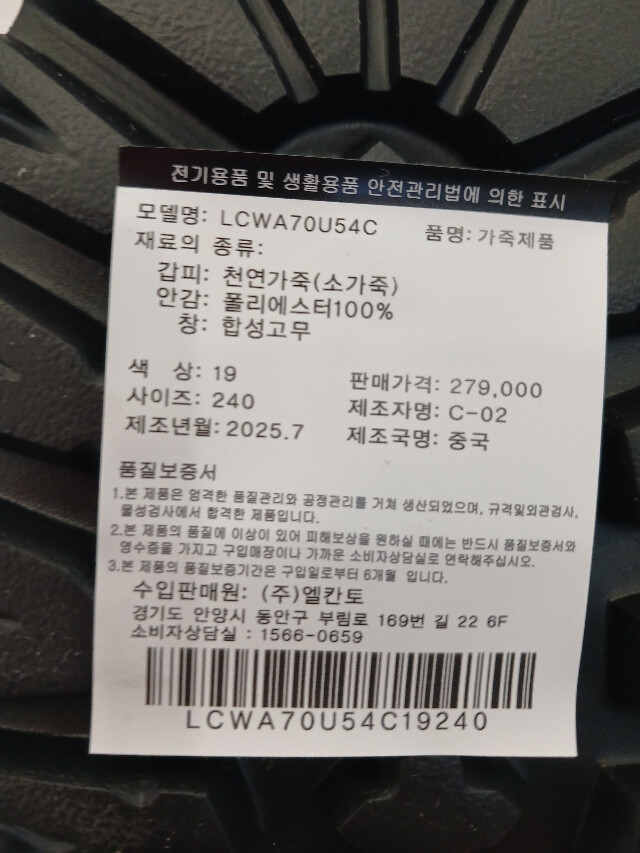 전기용품 및 생활용품 안전관리법에 의한 표시
모델명: LCWA70U54C 품명: 가죽제품
재료의 종류:
갑피: 천연가죽(소가죽)
안감: 폴리에스터100%
창: 합성고무
색 상: 19 판매가격: 279,000
사이즈: 240 제조자명: C-02
제조년월: 2025.7 제조국명: 중국
품질보증서
1.본 제품은 엄격한 품질관리와 공정관리를 거쳐 생산되었으며, 규격및외관검사,
물성검사에서 합격한 제품입니다.
2.본 제품의 품질에 이상이 있어 피해보상을 원하실 때에는 반드시 품질보증서와
영수증을 가지고 구입매장이나 가까운 소비자상담실로 연락해주십시오.
3.본 제품의 품질보증기간은 구입일로부터 6개월 입니다.
수입판매원: (주)엘칸토
경기도 안양시 동안구 부림로 169번 길 22 6F
소비자상담실 : 1566-0659
LCWA70U54C19240